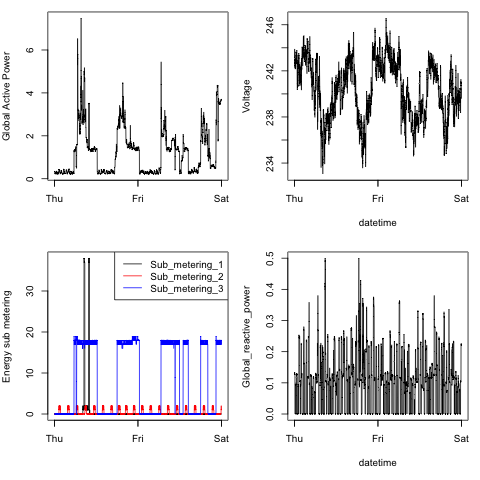 Global Active Power
0 2 4 6
Thu Fri Sat
Voltage
234 238 242 246
Thu Fri Sat
datetime
Energy sub metering
0 10 20 30
Sub_metering_1
Sub_metering_2
Sub_metering_3
Thu Fri Sat
Global_reactive_power
0.0 0.1 0.2 0.3 0.4 0.5
Thu Fri Sat
datetime